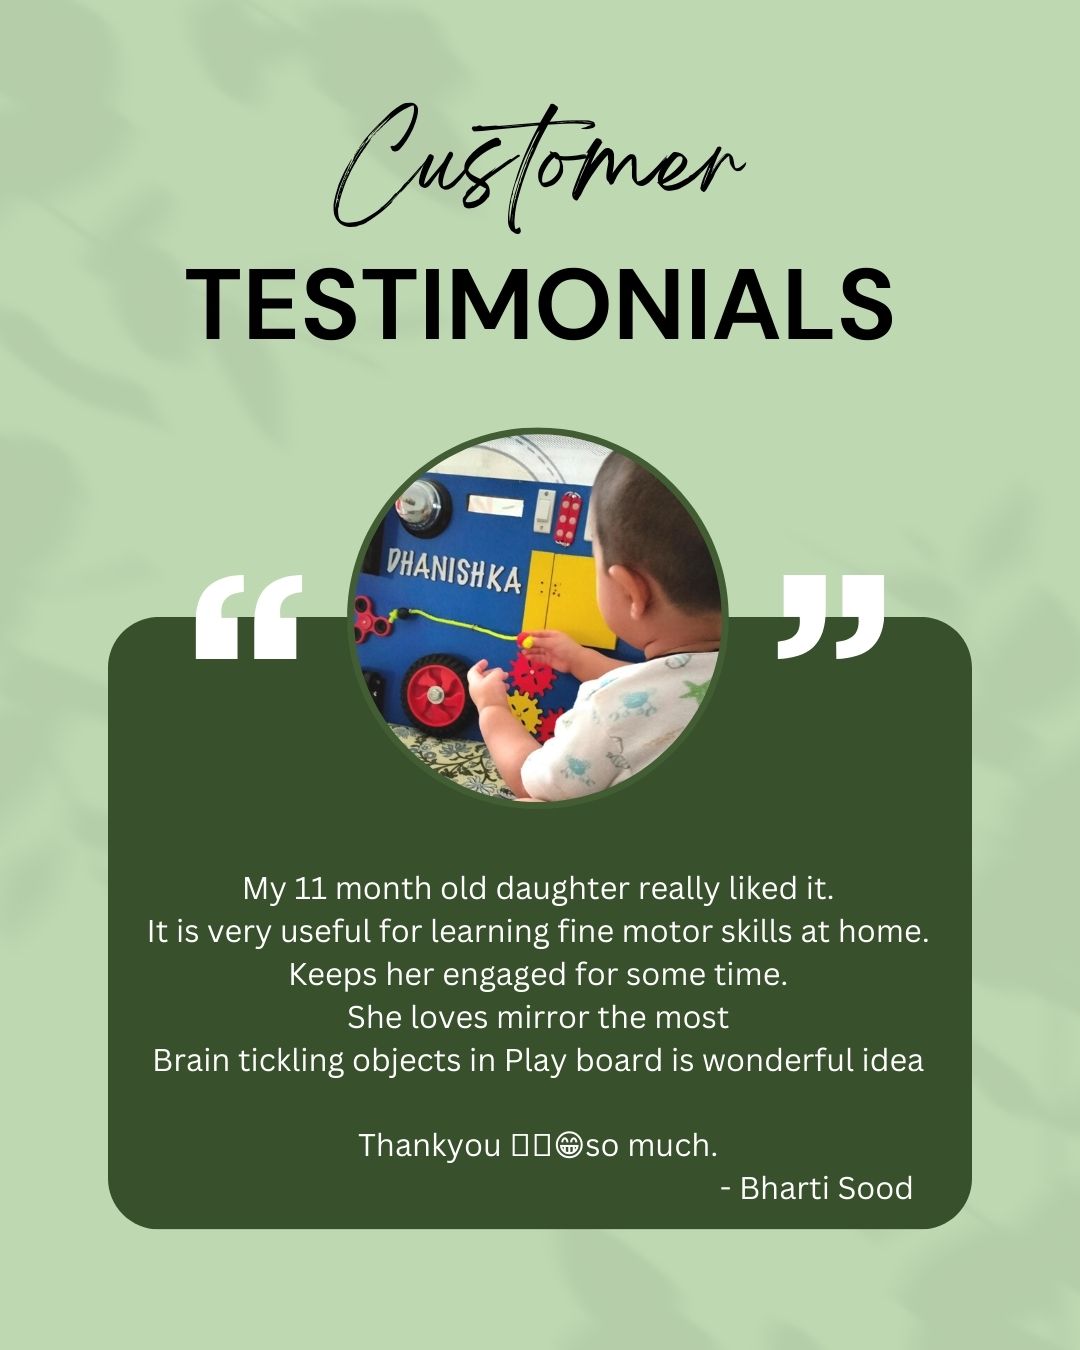 Customer
TESTIMONIALS
DHANISHKA
“ ”
My 11 month old daughter really liked it.
It is very useful for learning fine motor skills at home.
Keeps her engaged for some time.
She loves mirror the most
Brain tickling objects in Play board is wonderful idea
Thankyou 􀀀􀀀😁so much.
- Bharti Sood